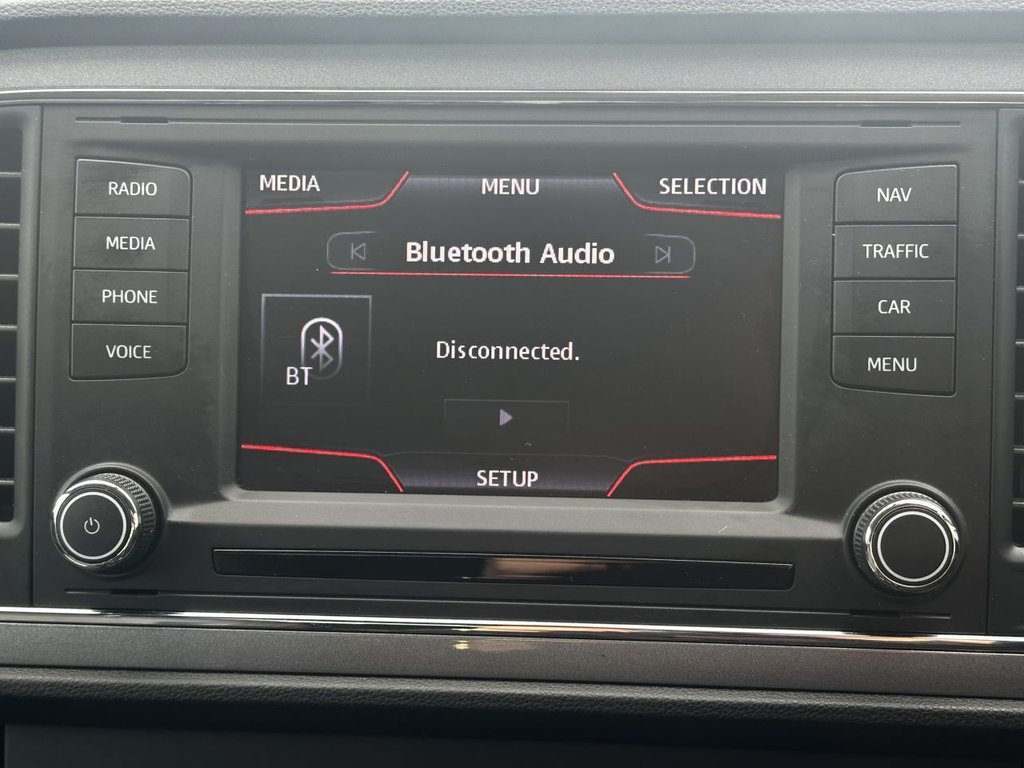 RADIO
MEDIA
PHONE
VOICE
MEDIA
MENU
SELECTION
Bluetooth Audio
BT
Disconnected.
SETUP
NAV
TRAFFIC
CAR
MENU